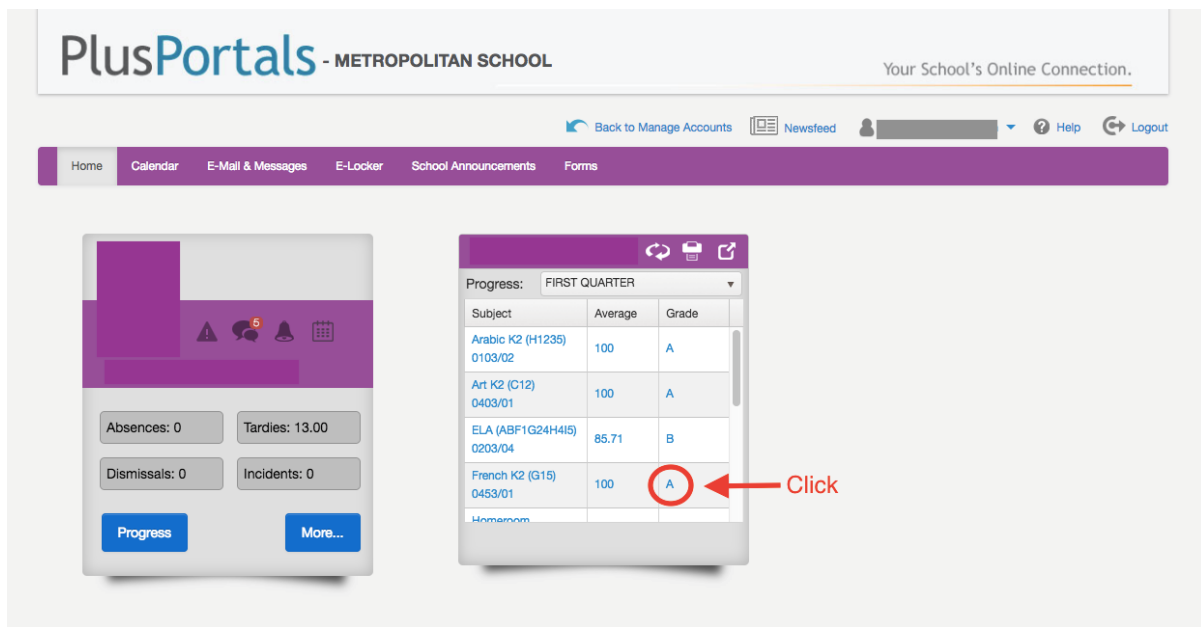 PlusPortals - METROPOLITAN SCHOOL
Your School's Online Connection.
Back to Manage Accounts Newsfeed Help Logout
Home Calendar E-Mail & Messages E-Locker School Announcements Forms
5
Absences: 0 Tardies: 13.00
Dismissals: 0 Incidents: 0
Progress More...
Progress: FIRST QUARTER
Subject Average Grade
Arabic K2 (H1235)
0103/02 100 A
Art K2 (C12)
0403/01 100 A
ELA (ABF1G24H4I5)
0203/04 85.71 B
French K2 (G15)
0453/01 100 A
Homeroom
Click